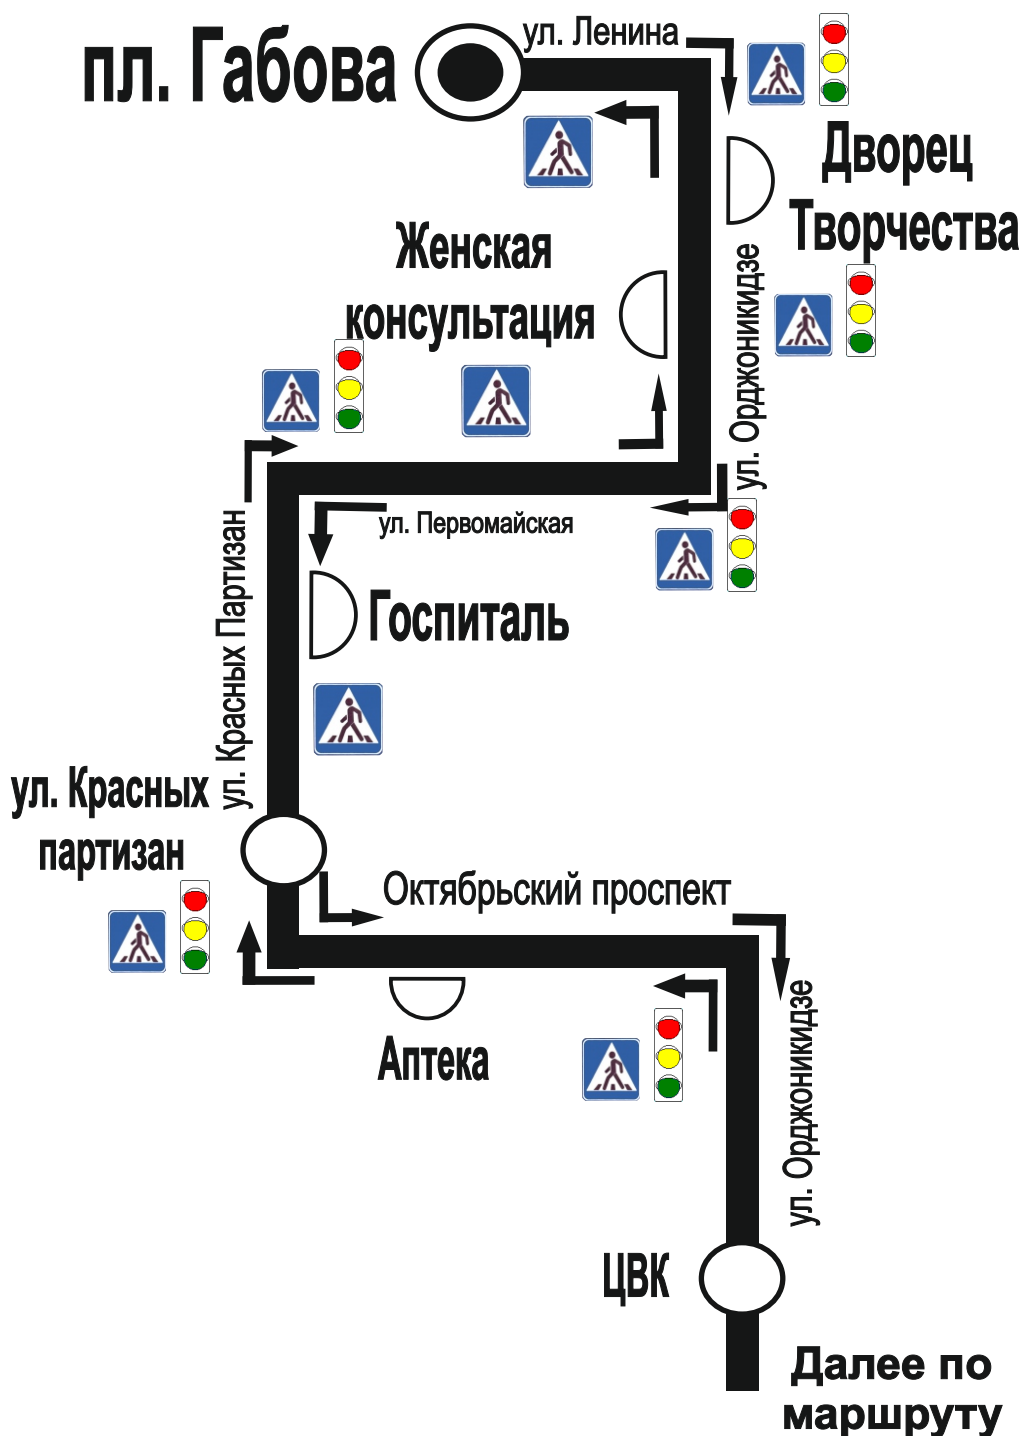 ул. Ленина
пл. Габова
Дворец
Творчества
Женская
консультация
ул. Орджоникидзе
ул. Первомайская
ул. Красных Партизан
Госпиталь
ул. Красных
партизан
Октябрьский проспект
ул. Орджоникидзе
Аптека
ЦВК
Далее по
маршруту